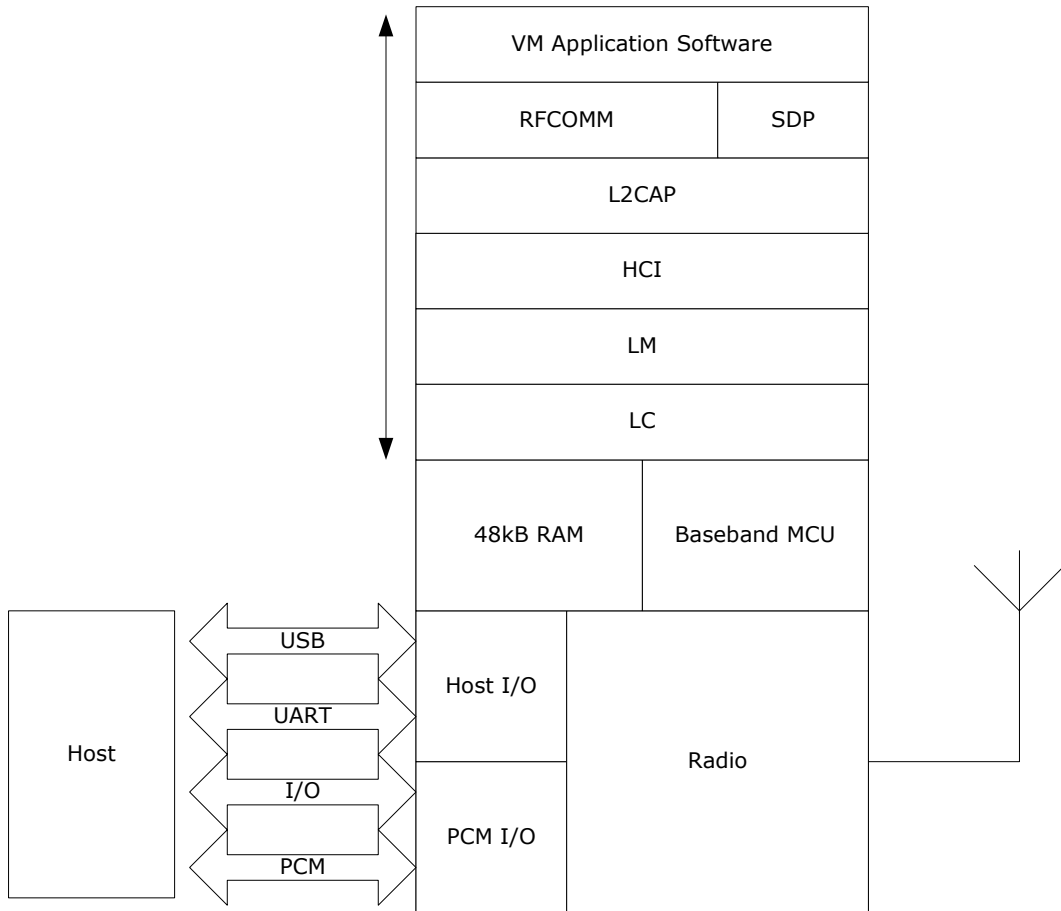 VM Application Software
RFCOMM
SDP
L2CAP
HCI
LM
LC
48kB RAM
Baseband MCU
USB
Host I/O
UART
Host
Radio
I/O
PCM I/O
PCM